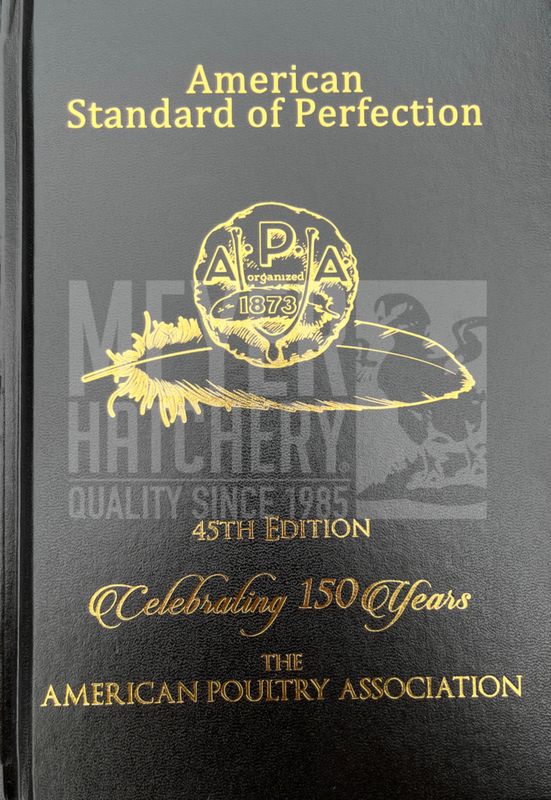 American
Standard of Perfection
A.P.A
organized
1873
MEYER
HATCHERY®
QUALITY SINCE 1985
45TH EDITION
Celebrating 150 Years
THE
AMERICAN POULTRY ASSOCIATION